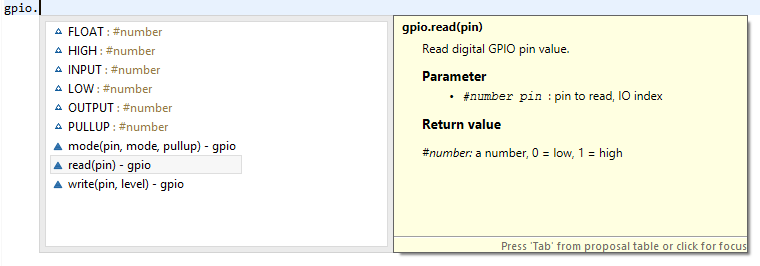 gpio.
FLOAT : #number
HIGH : #number
INPUT : #number
LOW : #number
OUTPUT : #number
PULLUP : #number
mode(pin, mode, pullup) - gpio
read(pin) - gpio
write(pin, level) - gpio
gpio.read(pin)
Read digital GPIO pin value.
Parameter
• #number pin : pin to read, IO index
Return value
#number: a number, 0 = low, 1 = high
Press 'Tab' from proposal table or click for focus